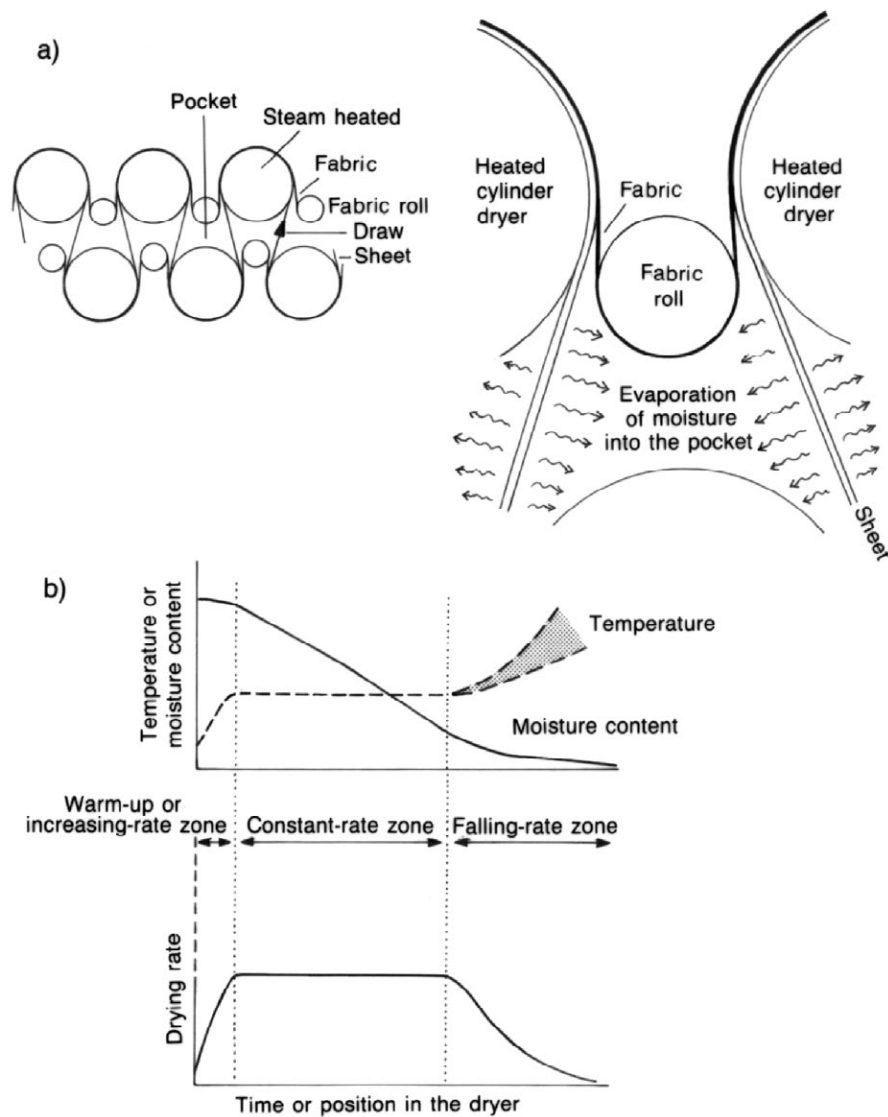 a)
Pocket
Steam heated
Fabric
Fabric roll
Draw
Sheet
Heated
cylinder
dryer
Fabric
Heated
cylinder
dryer
Fabric
roll
Evaporation
of moisture
into the pocket
Sheet
b)
Temperature or
moisture content
Temperature
Moisture content
Warm-up or
increasing-rate zone
Constant-rate zone
Falling-rate zone
Drying rate
Time or position in the dryer